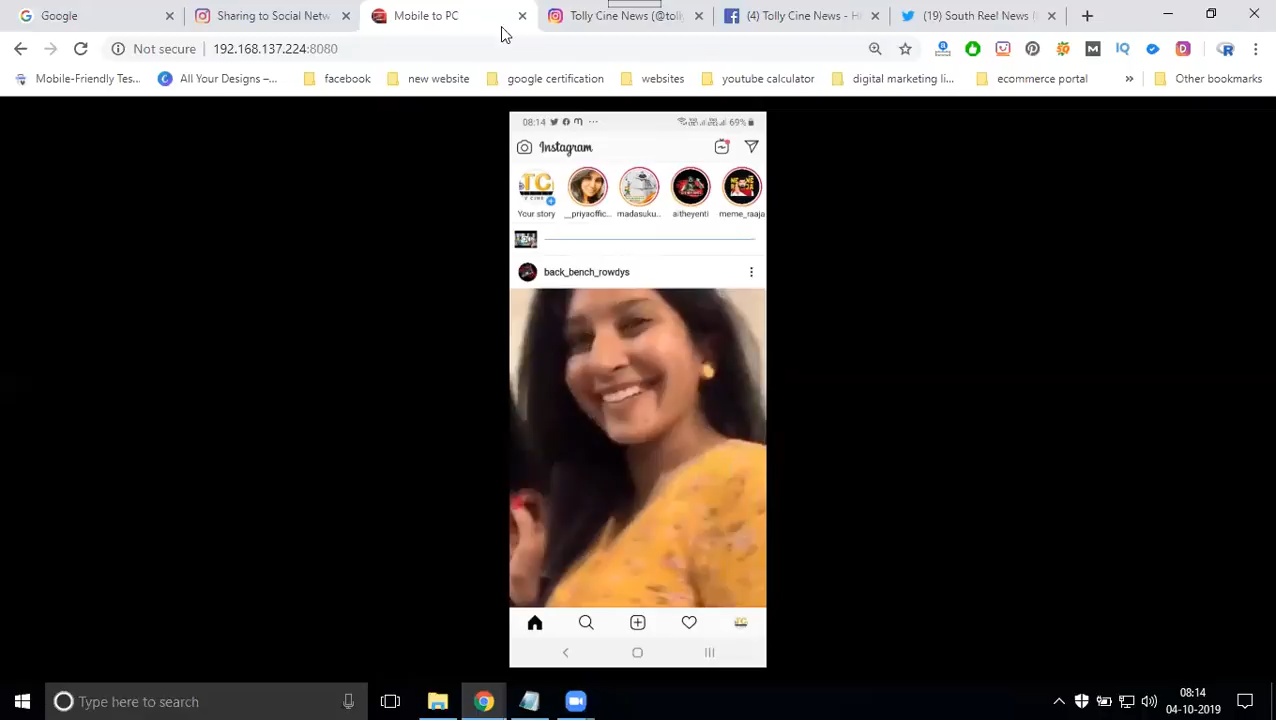 Google
Sharing to Social Netw
Mobile to PC
Tolly Cine News (@tolly
(4) Tolly Cine News - Hi
(19) South Reel News (
Not secure
192.168.137.224:8080
Mobile-Friendly Tes...
All Your Designs –...
facebook
new website
google certification
websites
youtube calculator
digital marketing li...
ecommerce portal
Other bookmarks
08:14
69%
Instagram
Your story
__priyaoffic...
madasuku...
aitheyenti
meme_raaja
back_bench_rowdys
Type here to search
08:14
04-10-2019